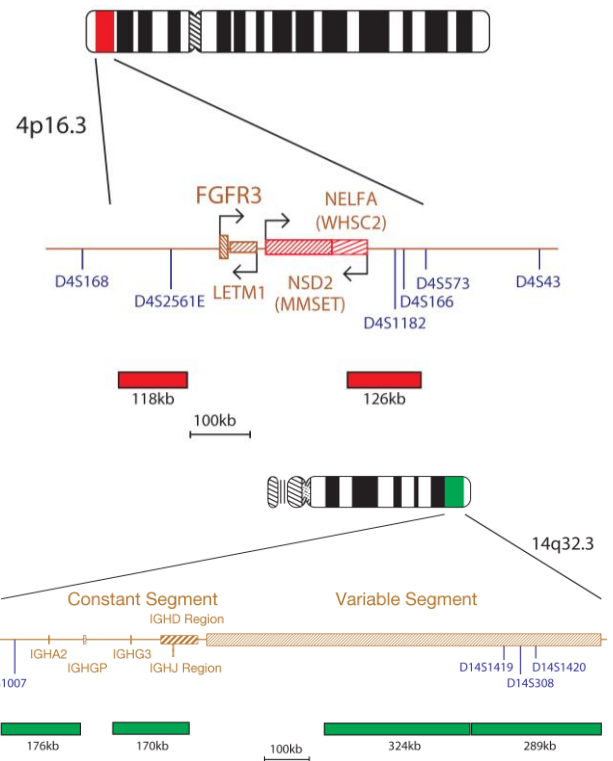 4p16.3
FGFR3
NELFA
(WHSC2)
D4S168
D4S2561E
LETM1
NSD2
(MMSET)
D4S1182
D4S166
D4S573
D4S43
118kb
126kb
100kb
14q32.3
Constant Segment
Variable Segment
IGHD Region
IGHA2
IGHGP
IGHG3
IGHJ Region
S1007
D14S1419
D14S308
D14S1420
176kb
170kb
100kb
324kb
289kb